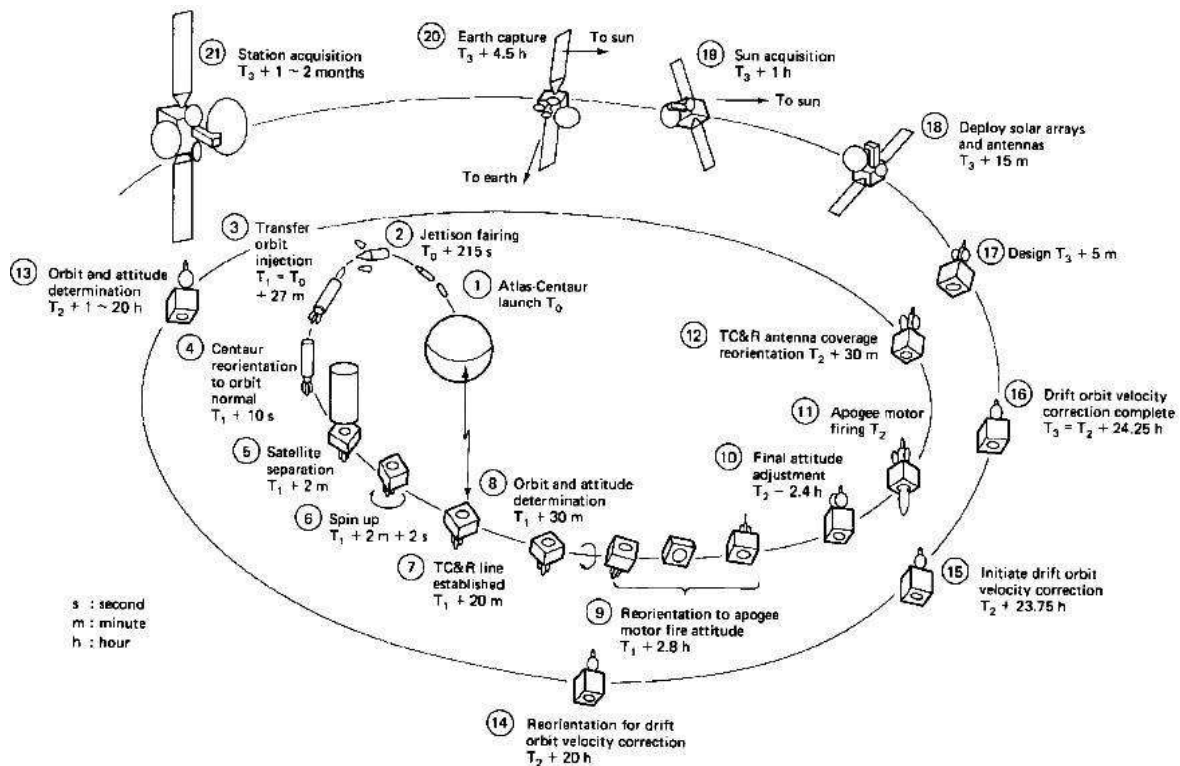 1
Atlas-Centaur
launch T0
2
Jettison fairing
T0 + 215 s
3
Transfer
orbit
injection
T1 = T0
+ 27 m
4
Centaur
reorientation
to orbit
normal
T1 + 10 s
5
Satellite
separation
T1 + 2 m
6
Spin up
T1 + 2 m + 2 s
7
TC&R line
established
T1 + 20 m
8
Orbit and attitude
determination
T1 + 30 m
9
Reorientation to apogee
motor fire attitude
T1 + 2.8 h
10
Final attitude
adjustment
T2 − 2.4 h
11
Apogee motor
firing T2
12
TC&R antenna coverage
reorientation T2 + 30 m
13
Orbit and attitude
determination
T2 + 1 ~ 20 h
14
Reorientation for drift
orbit velocity correction
T2 + 20 h
15
Initiate drift orbit
velocity correction
T2 + 23.75 h
16
Drift orbit velocity
correction complete
T3 = T2 + 24.25 h
17
Design T3 + 5 m
18
Deploy solar arrays
and antennas
T3 + 15 m
18
Sun acquisition
T3 + 1 h
To sun
20
Earth capture
T3 + 4.5 h
To sun
To earth
21
Station acquisition
T3 + 1 ~ 2 months
s : second
m : minute
h : hour